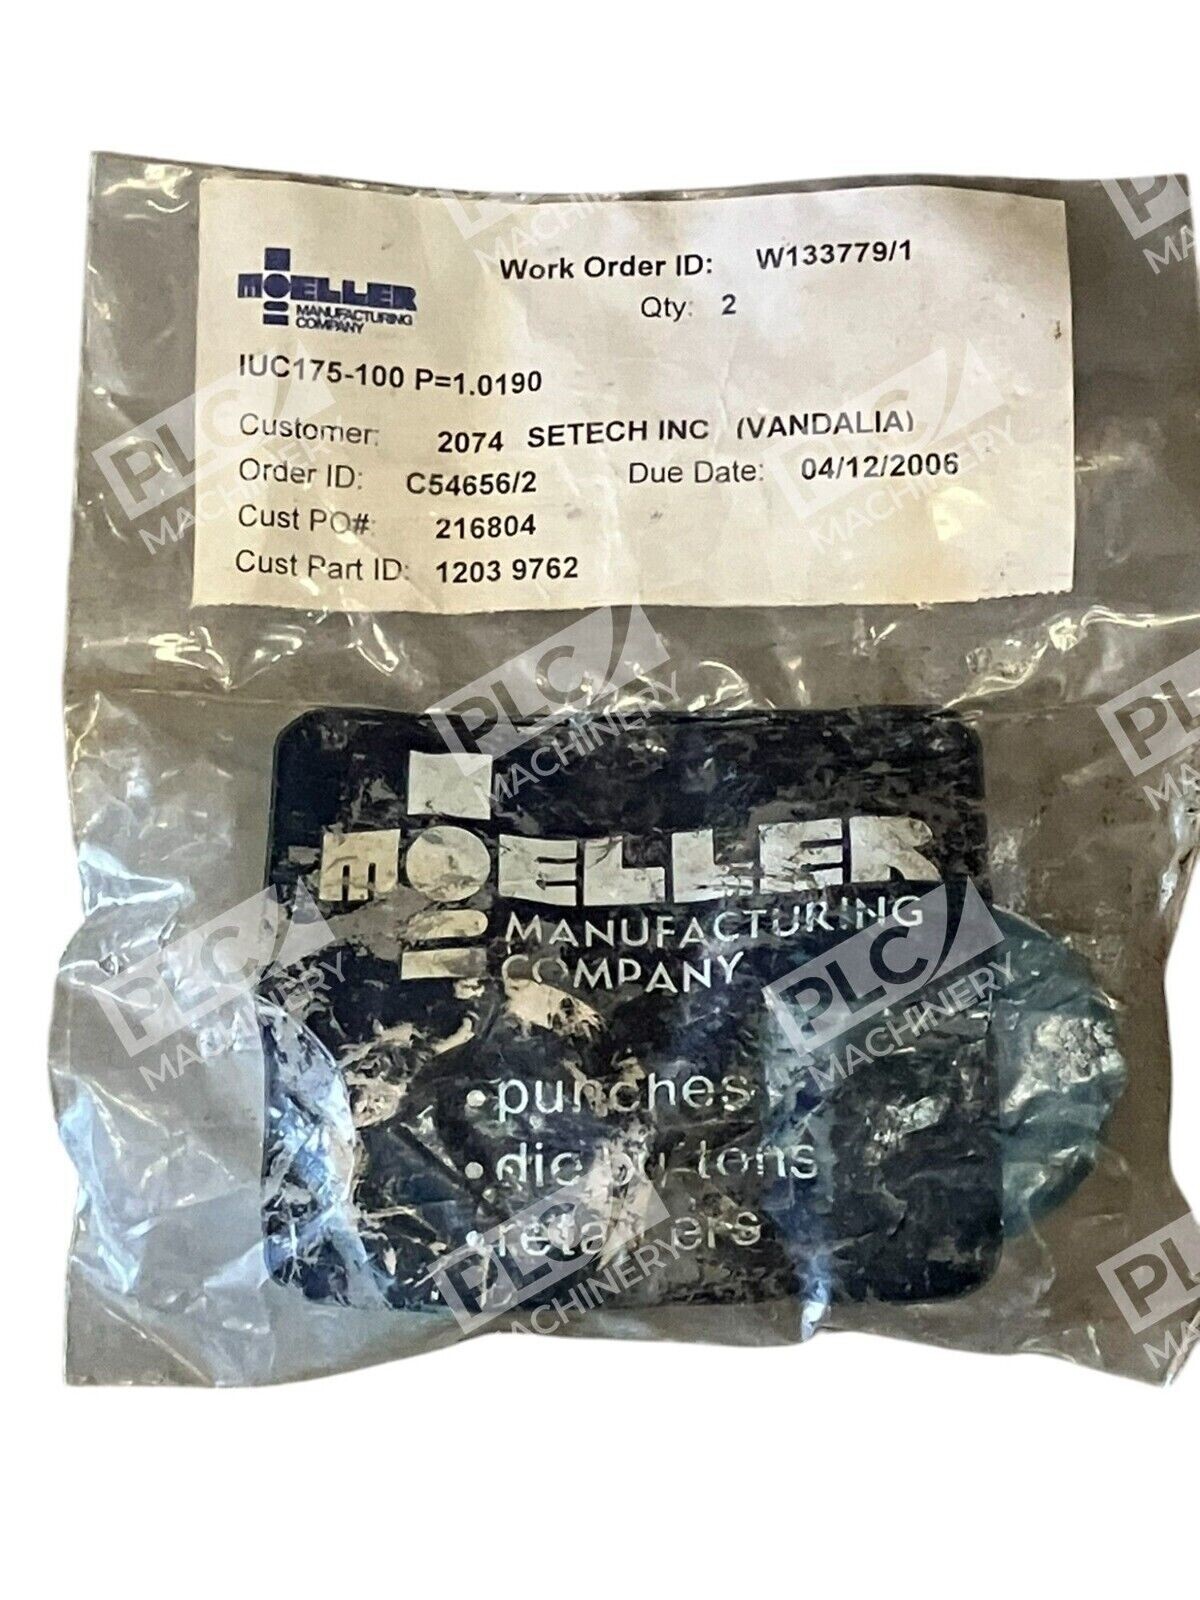 MOELLER
MANUFACTURING
COMPANY
Work Order ID: W133779/1
Qty: 2
IUC175-100 P=1.0190
Customer: 2074 SETECH INC (VANDALIA)
Order ID: C54656/2 Due Date: 04/12/2006
Cust PO#: 216804
Cust Part ID: 1203 9762
MOELLER
MANUFACTURING
COMPANY
• punches
• die buttons
• retainers
PLC
MACHINERY